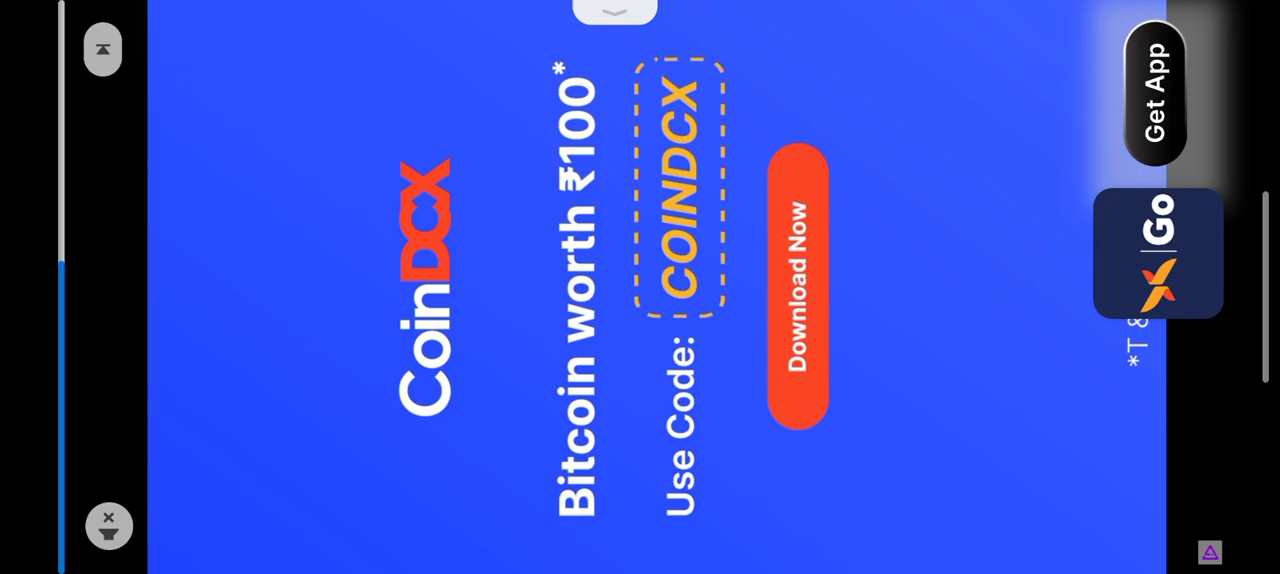 CoinDCX
Bitcoin worth ₹100*
Use Code: COINDCX
Download Now
*T &
Go
Get App